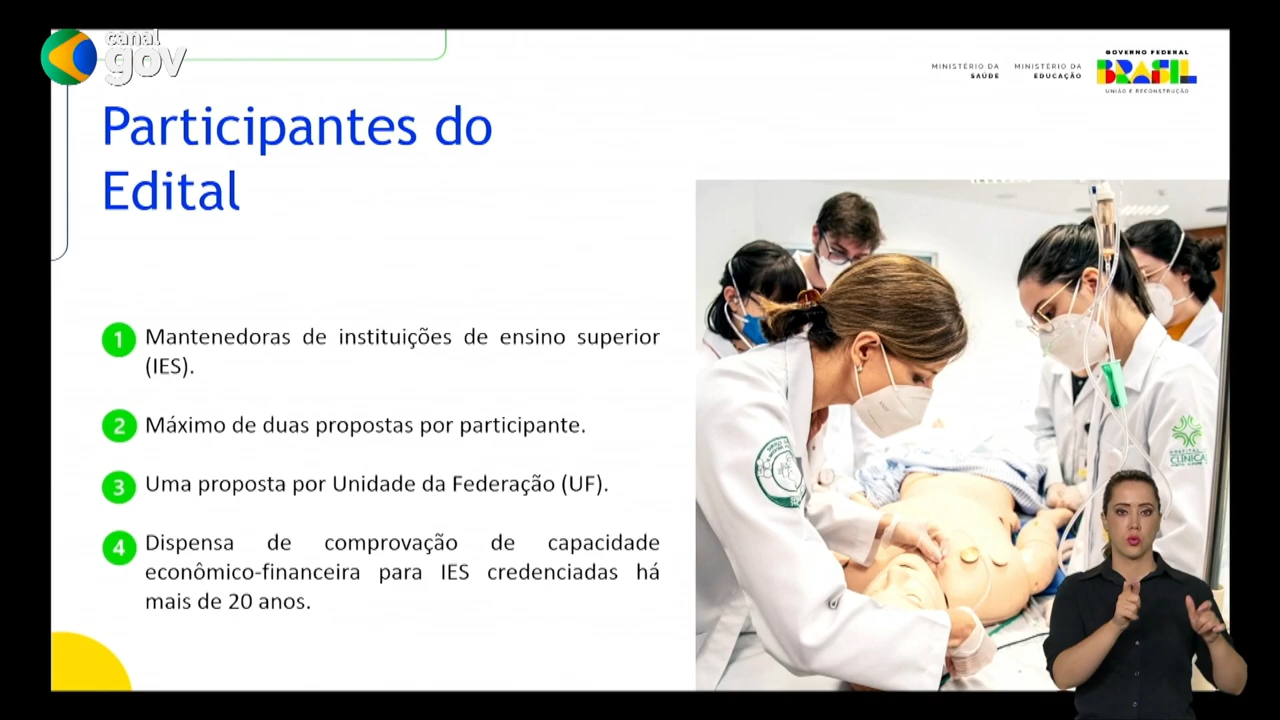 canal
gov
MINISTÉRIO DA
SAÚDE
MINISTÉRIO DA
EDUCAÇÃO
GOVERNO FEDERAL
BRASIL
UNIÃO E RECONSTRUÇÃO
Participantes do
Edital
1 Mantenedoras de instituições de ensino superior
(IES).
2 Máximo de duas propostas por participante.
3 Uma proposta por Unidade da Federação (UF).
4 Dispensa de comprovação de capacidade
econômico-financeira para IES credenciadas há
mais de 20 anos.
HOSPITAL
CLÍNICA